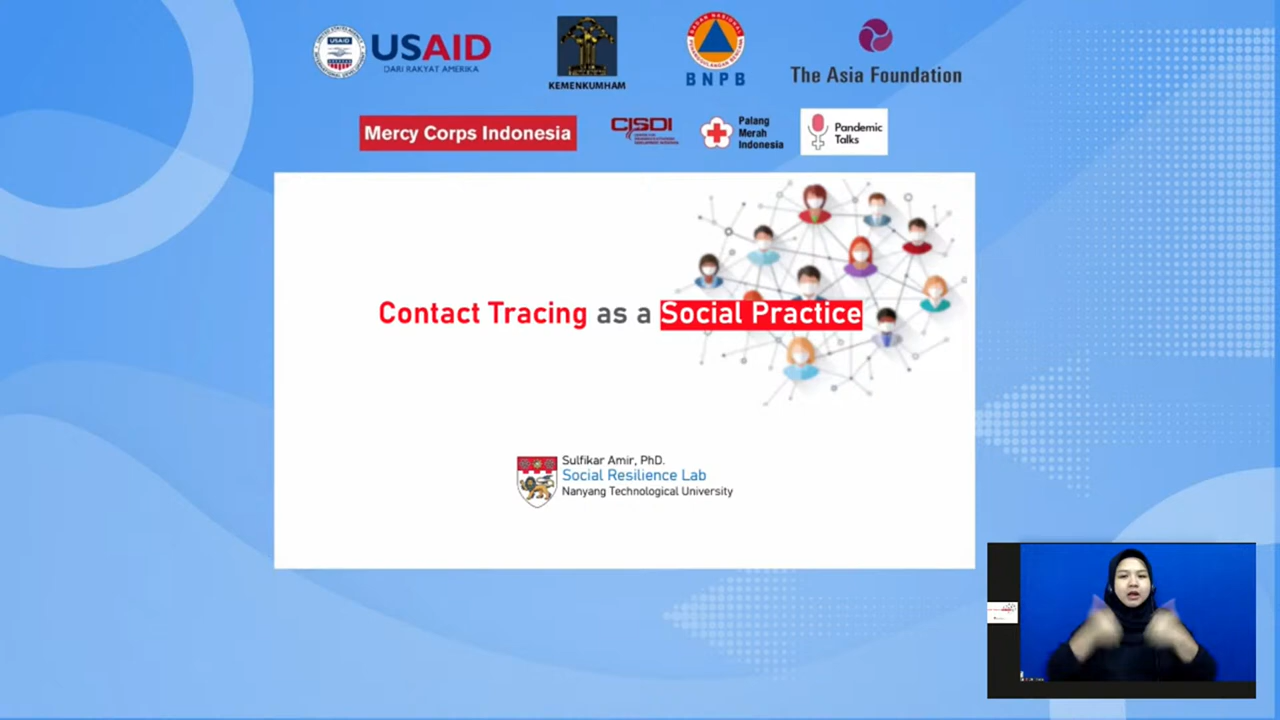 USAID
DARI RAKYAT AMERIKA
KEMENKUMHAM
BNPB
The Asia Foundation
Mercy Corps Indonesia
CISDI
Palang
Merah
Indonesia
Pandemic
Talks
Contact Tracing as a Social Practice
Sulfikar Amir, PhD.
Social Resilience Lab
Nanyang Technological University